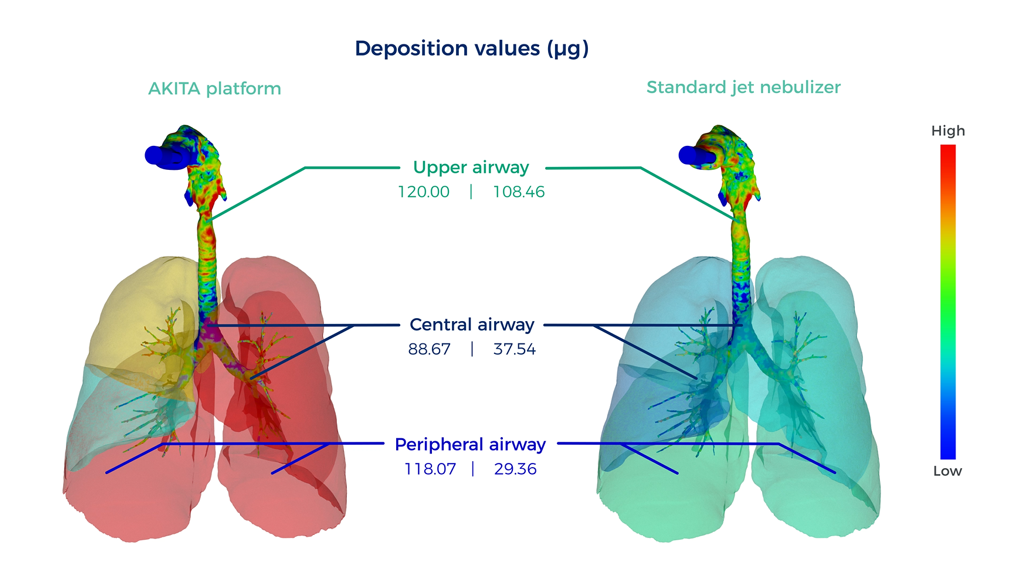 Deposition values (µg)
AKITA platform
Standard jet nebulizer
High
Upper airway
120.00 | 108.46
Central airway
88.67 | 37.54
Peripheral airway
118.07 | 29.36
Low